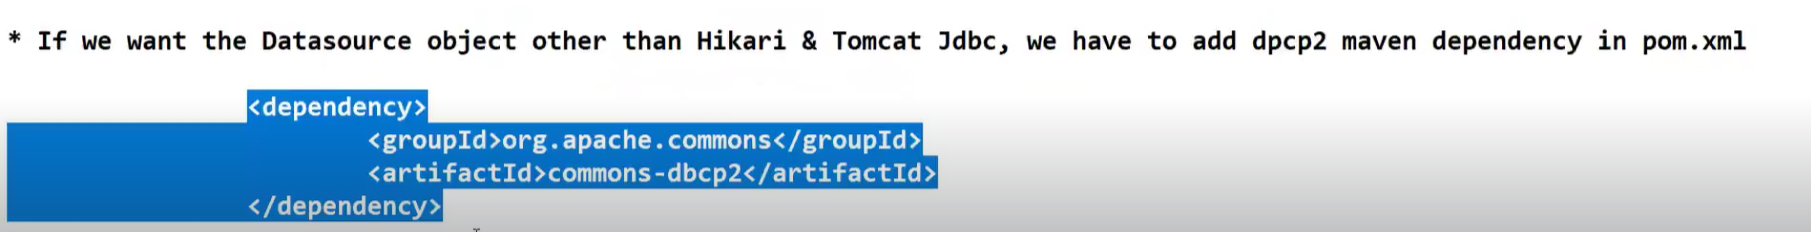 * If we want the Datasource object other than Hikari & Tomcat Jdbc, we have to add dpcp2 maven dependency in pom.xml
<dependency>
<groupId>org.apache.commons</groupId>
<artifactId>commons-dbcp2</artifactId>
</dependency>